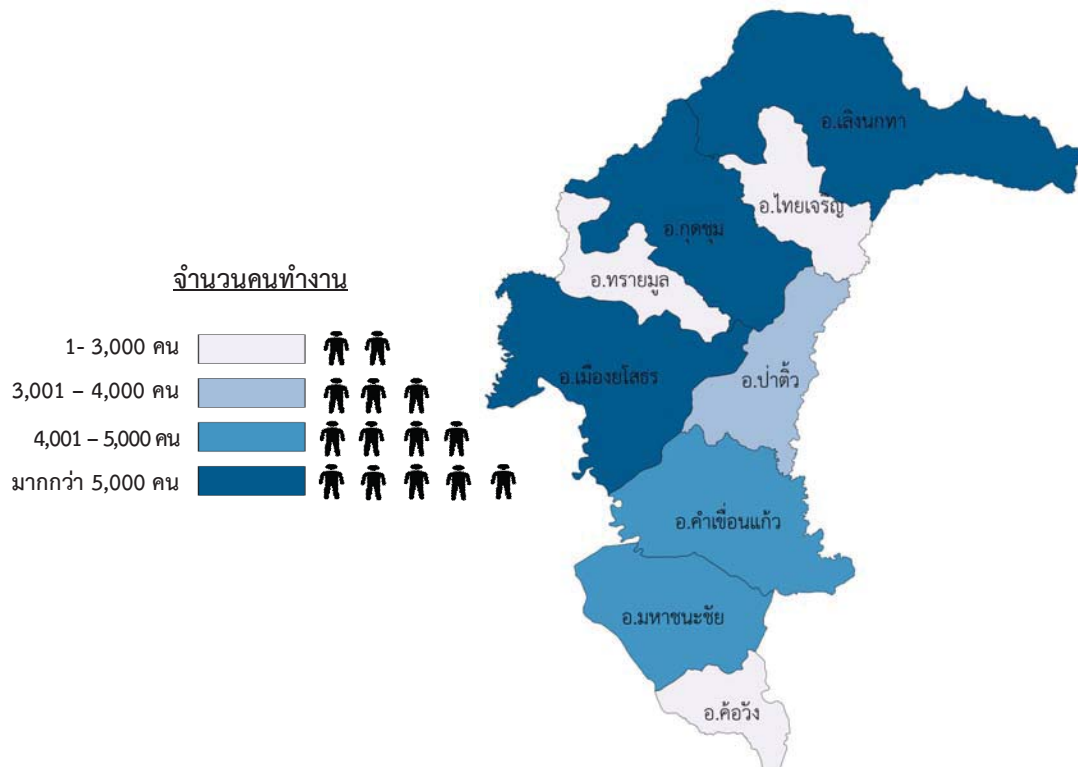 อ.เลิงนกทา
อ.ไทยเจริญ
อ.กุดชุม
อ.ทรายมูล
จำนวนคนทำงาน
1- 3,000 คน
3,001 – 4,000 คน
4,001 – 5,000 คน
มากกว่า 5,000 คน
อ.เมืองยโสธร
อ.ป่าติ้ว
อ.คำเขื่อนแก้ว
อ.มหาชนะชัย
อ.ค้อวัง